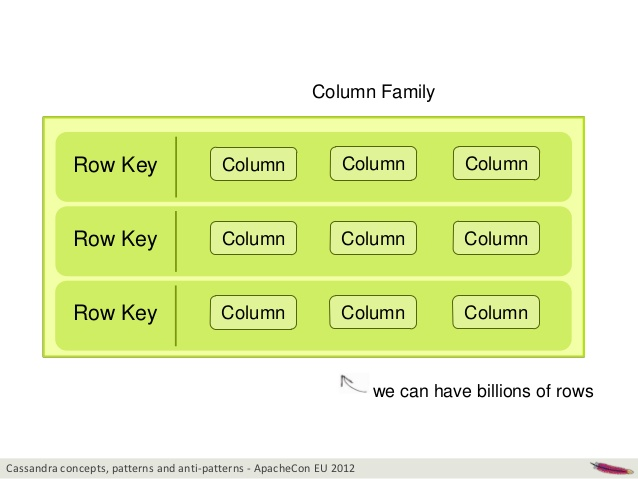 Column Family
Row Key Column Column Column
Row Key Column Column Column
Row Key Column Column Column
we can have billions of rows
Cassandra concepts, patterns and anti-patterns - ApacheCon EU 2012